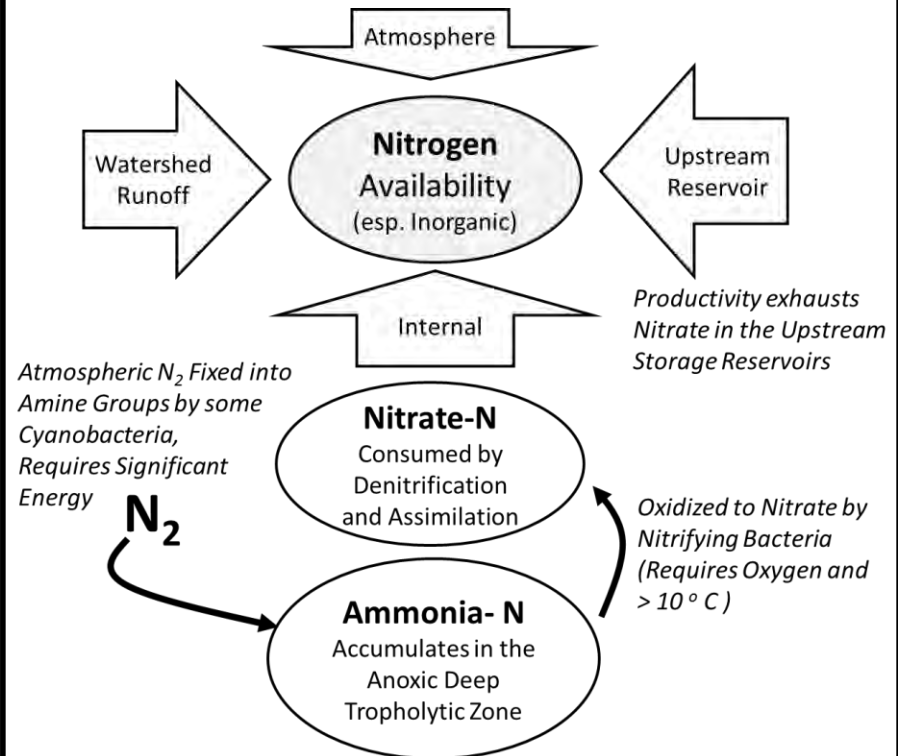 Atmosphere
Watershed
Runoff
Nitrogen
Availability
(esp. Inorganic)
Upstream
Reservoir
Internal
Productivity exhausts
Nitrate in the Upstream
Storage Reservoirs
Atmospheric N₂ Fixed into
Amine Groups by some
Cyanobacteria,
Requires Significant
Energy
N₂
Nitrate-N
Consumed by
Denitrification
and Assimilation
Oxidized to Nitrate by
Nitrifying Bacteria
(Requires Oxygen and
> 10 ° C )
Ammonia- N
Accumulates in the
Anoxic Deep
Tropholytic Zone